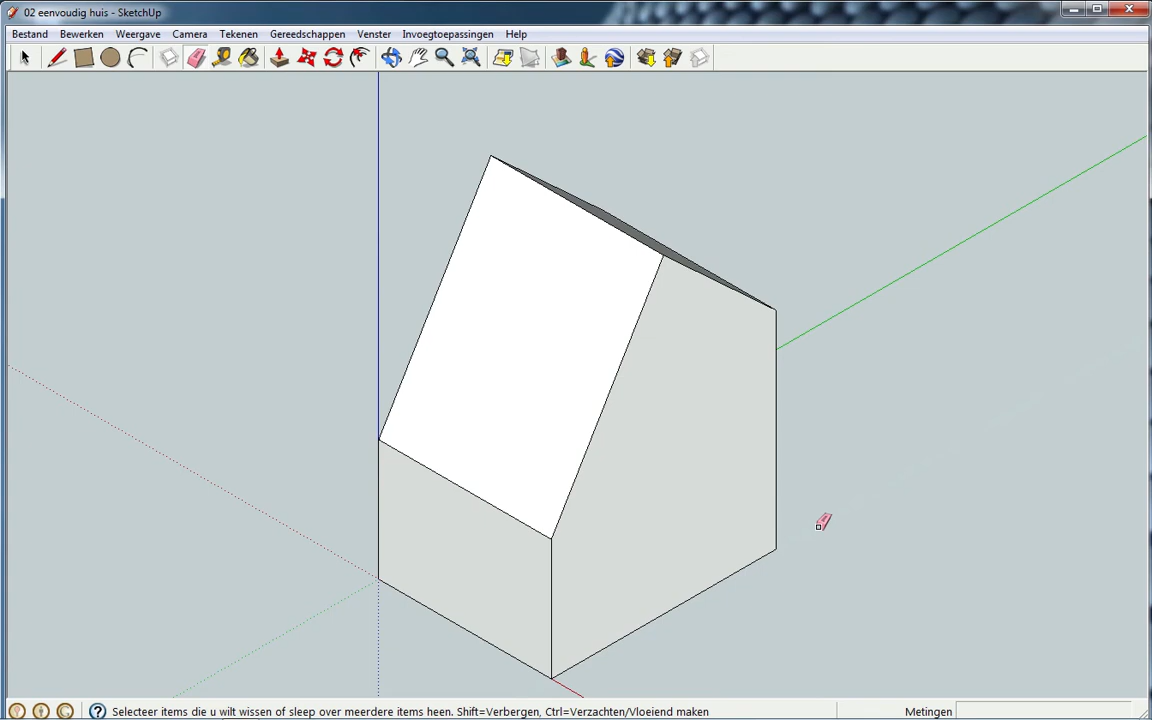 02 eenvoudig huis - SketchUp
Bestand Bewerken Weergave Camera Tekenen Gereedschappen Venster Invoegtoepassingen Help
Selecteer items die u wilt wissen of sleep over meerdere items heen. Shift=Verbergen, Ctrl=Verzachten/Vloeiend maken Metingen